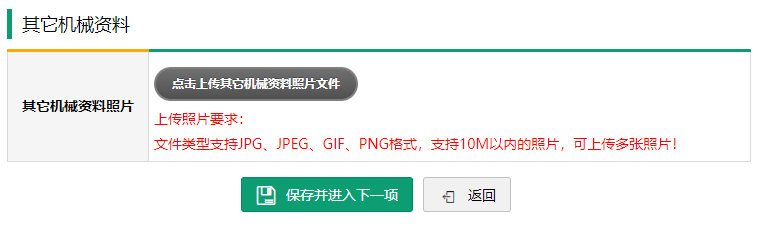 其它机械资料
其它机械资料照片
点击上传其它机械资料照片文件
上传照片要求：
文件类型支持JPG、JPEG、GIF、PNG格式，支持10M以内的照片，可上传多张照片！
保存并进入下一项
返回